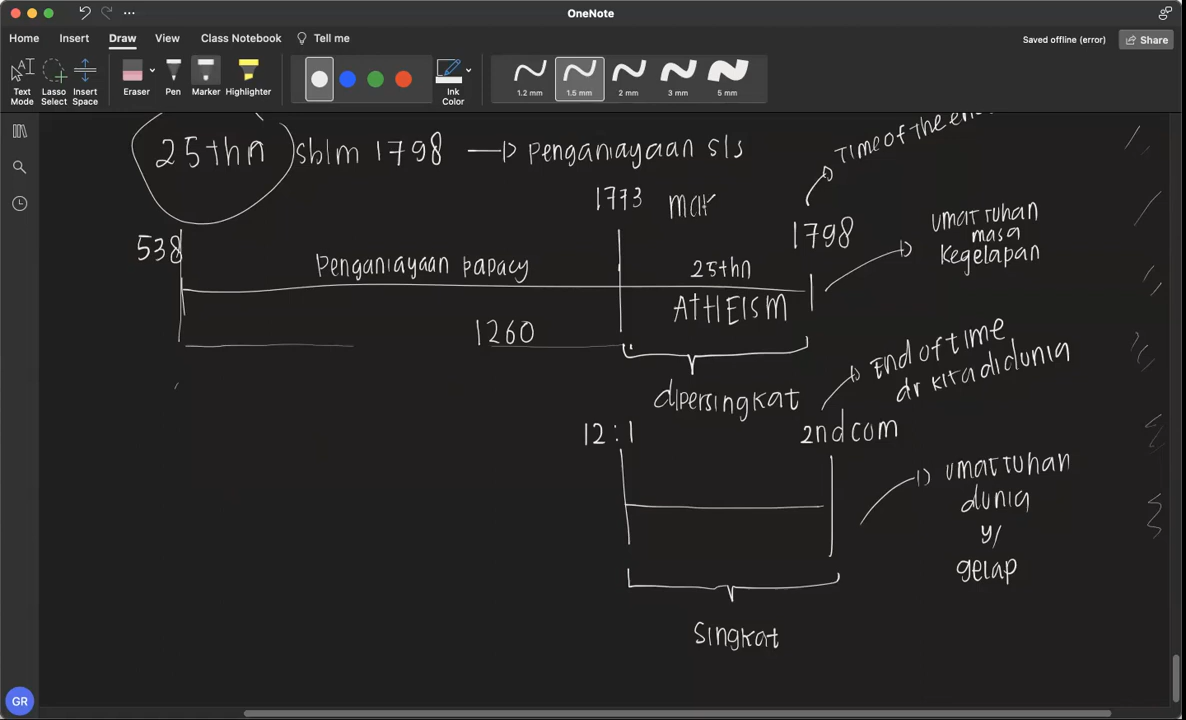 OneNote
Home Insert Draw View Class Notebook Tell me
Saved offline (error) Share
Text Mode
Lasso Select
Insert Space
Eraser
Pen
Marker
Highlighter
Ink Color
1.2 mm
1.5 mm
2 mm
3 mm
5 mm
25thn sblm 1798 → penganiayaan sls
Time of the en
1773 mat
1798
538
Penganiayaan papacy
25thn
ATHEISM
umat tuhan
masa
kegelapan
1260
dipersingkat
End of time
dr kita di dunia
12:1
2nd com
umat tuhan
dunia
y/
gelap
singkat
GR